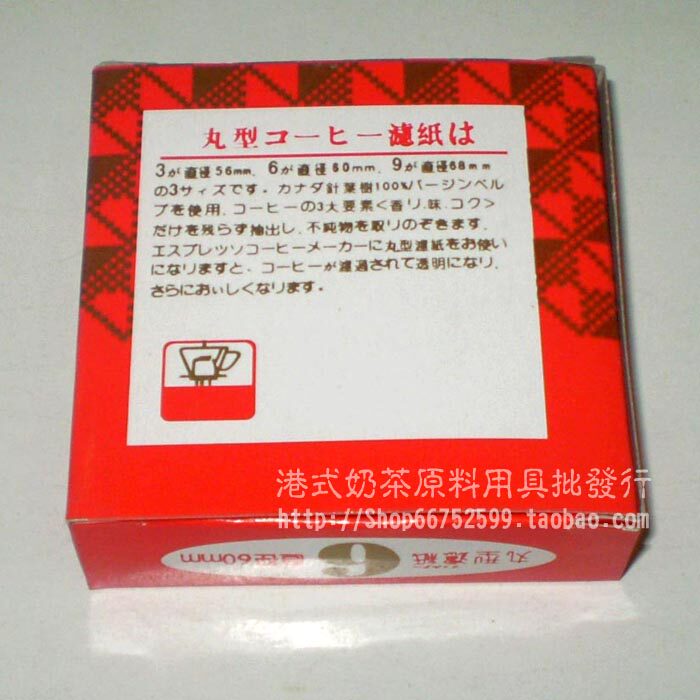 丸型コーヒー濾紙は
3が直径56mm、6が直径60mm、9が直径68mm
の3サイズです。カナダ針葉樹100%バージンペル
プを使用、コーヒーの3大要素<香り.味.コク>
だけを残らず抽出し、不純物を取りのぞきます。
エスプレッソコーヒーメーカーに丸型濾紙をお使い
になりますと、コーヒーが濾過されて透明になり、
さらにおいしくなります。
港式奶茶原料用具批發行
http://Shop66752599.taobao.com/
丸型濾紙 6 直径60mm